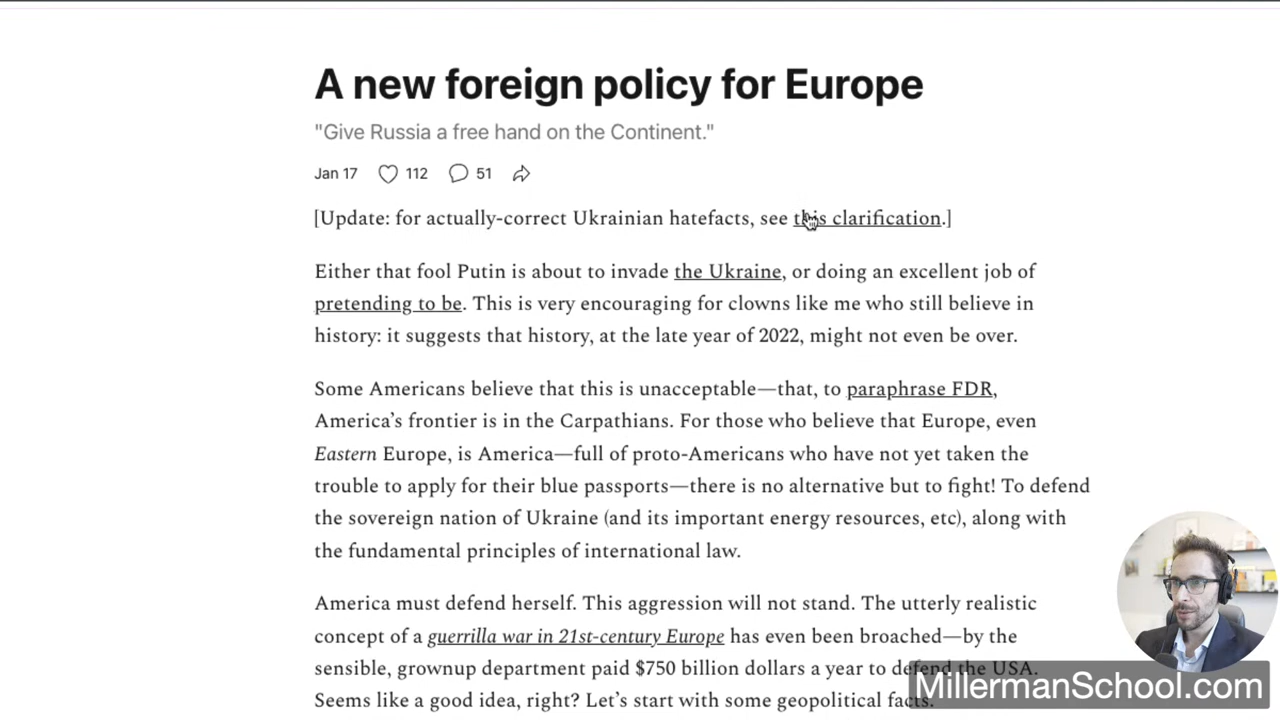 A new foreign policy for Europe
"Give Russia a free hand on the Continent."
Jan 17 112 51
[Update: for actually-correct Ukrainian hatefacts, see this clarification.]
Either that fool Putin is about to invade the Ukraine, or doing an excellent job of
pretending to be. This is very encouraging for clowns like me who still believe in
history: it suggests that history, at the late year of 2022, might not even be over.
Some Americans believe that this is unacceptable—that, to paraphrase FDR,
America’s frontier is in the Carpathians. For those who believe that Europe, even
Eastern Europe, is America—full of proto-Americans who have not yet taken the
trouble to apply for their blue passports—there is no alternative but to fight! To defend
the sovereign nation of Ukraine (and its important energy resources, etc), along with
the fundamental principles of international law.
America must defend herself. This aggression will not stand. The utterly realistic
concept of a guerrilla war in 21st-century Europe has even been broached—by the
sensible, grownup department paid $750 billion dollars a year to defend the USA.
Seems like a good idea, right? Let’s start with some geopolitical facts.
MillermanSchool.com